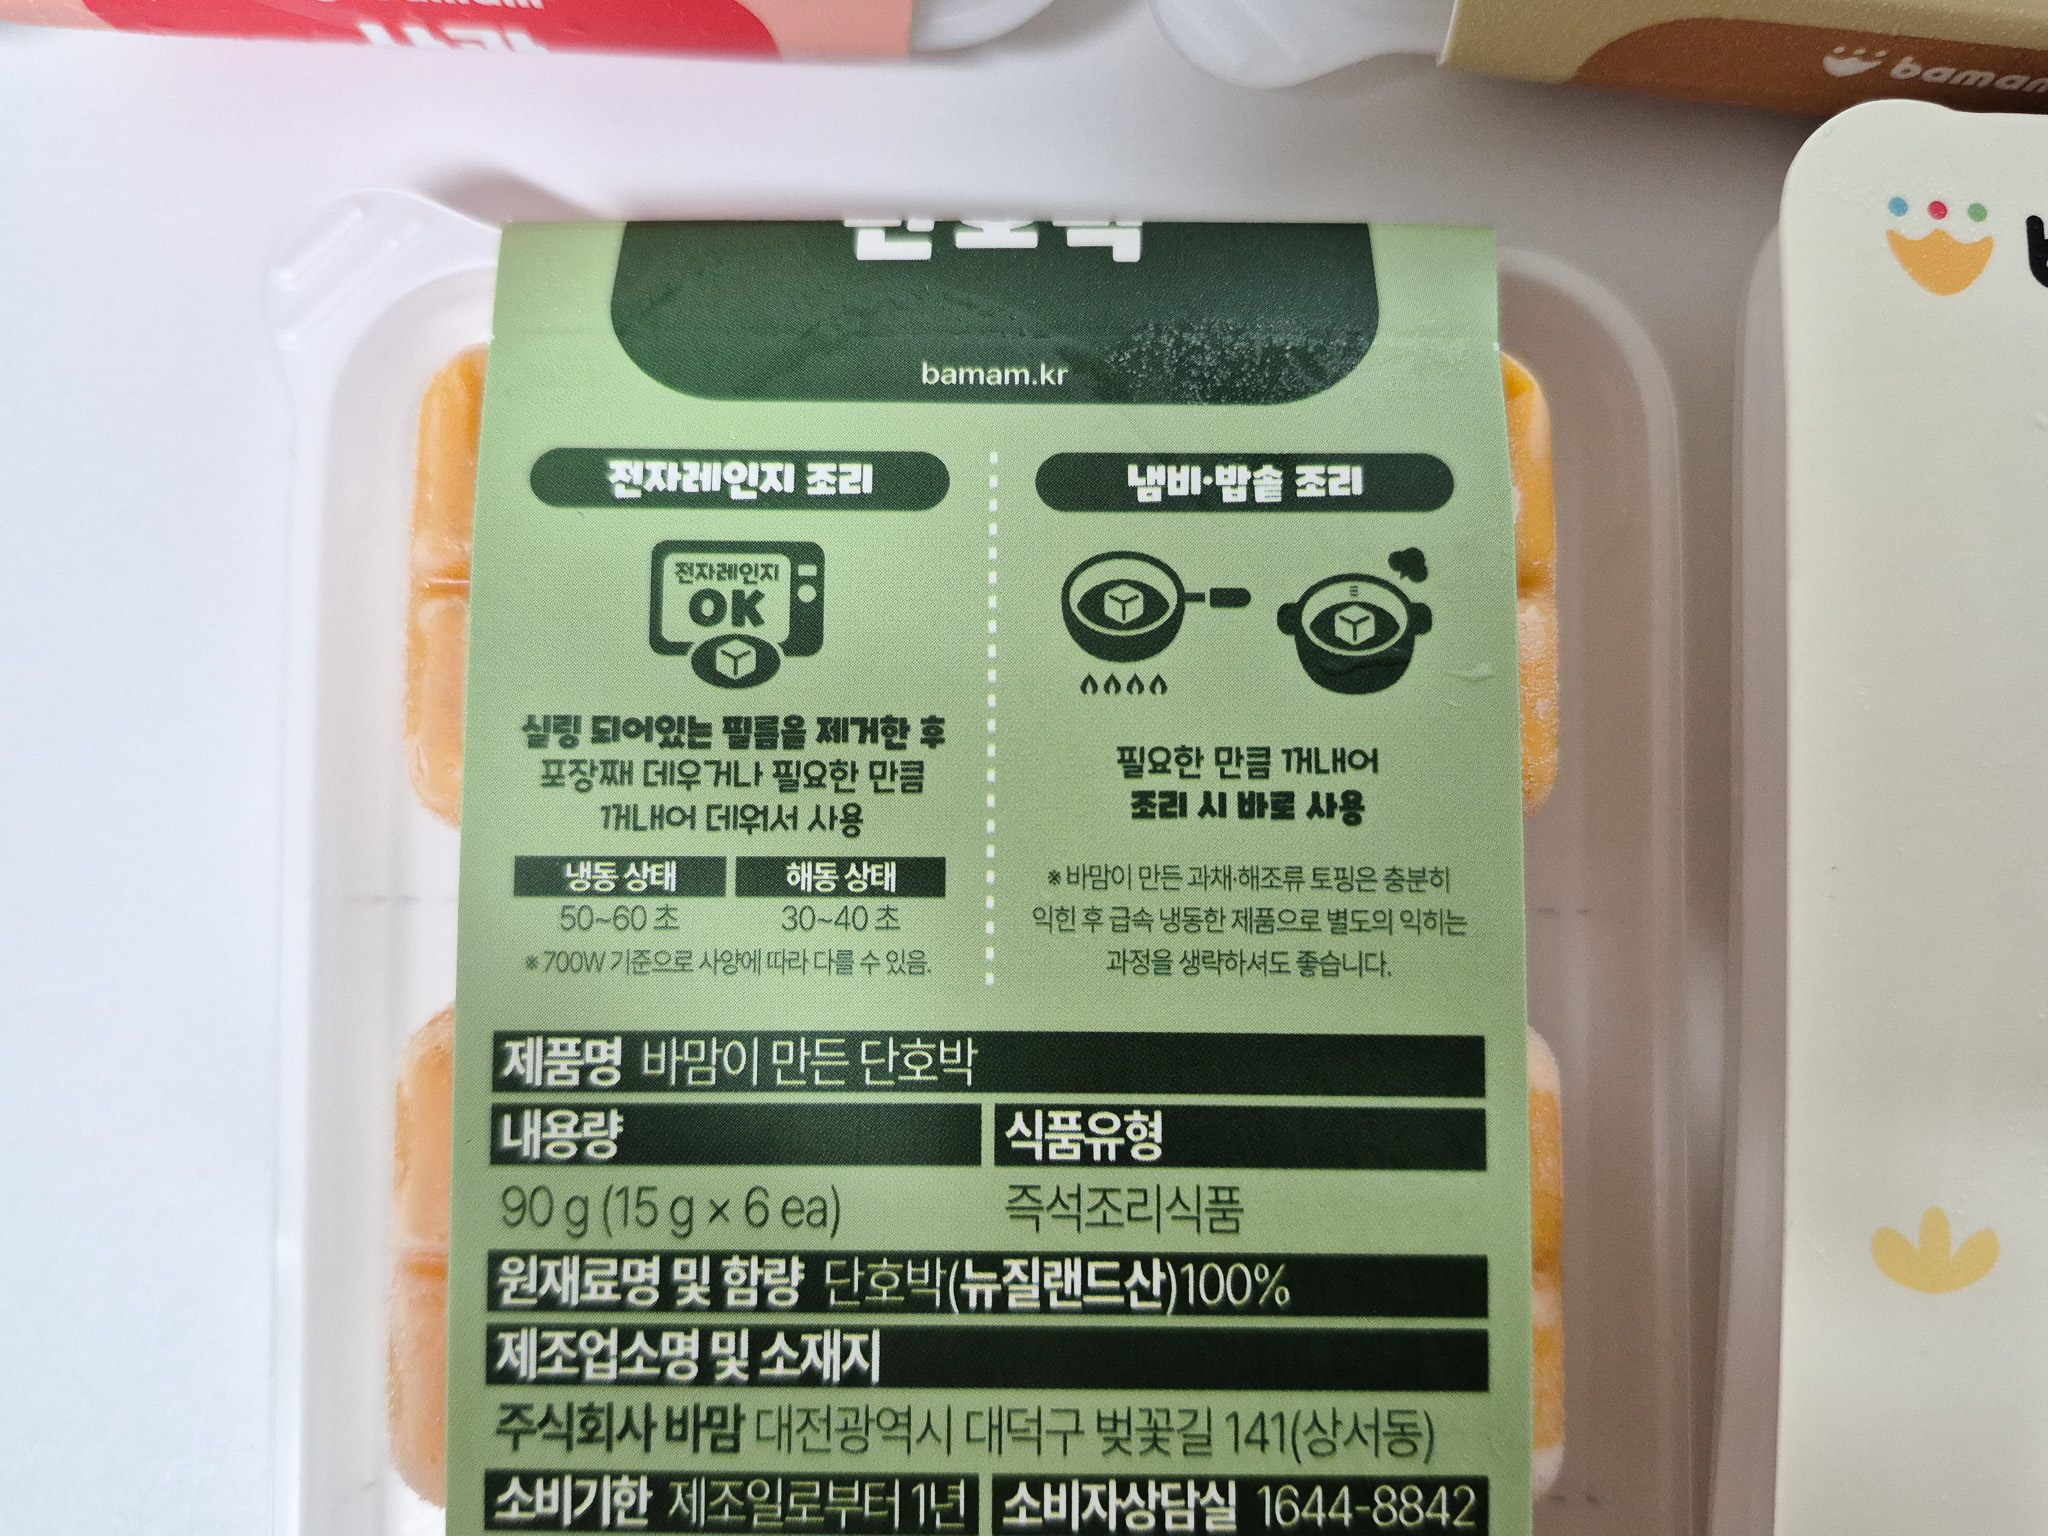 bamam
단호박
bamam.kr
전자레인지 조리
전자레인지
OK
실링 되어있는 필름을 제거한 후
포장째 데우거나 필요한 만큼
꺼내어 데워서 사용
냉동 상태 해동 상태
50~60 초 30~40 초
※ 700W 기준으로 사양에 따라 다를 수 있음.
냄비·밥솥 조리
필요한 만큼 꺼내어
조리 시 바로 사용
※ 바맘이 만든 과채·해조류 토핑은 충분히
익힌 후 급속 냉동한 제품으로 별도의 익히는
과정을 생략하셔도 좋습니다.
제품명 바맘이 만든 단호박
내용량 식품유형
90 g (15 g × 6 ea) 즉석조리식품
원재료명 및 함량 단호박(뉴질랜드산)100%
제조업소명 및 소재지
주식회사 바맘 대전광역시 대덕구 벚꽃길 141(상서동)
소비기한 제조일로부터 1년 소비자상담실 1644-8842